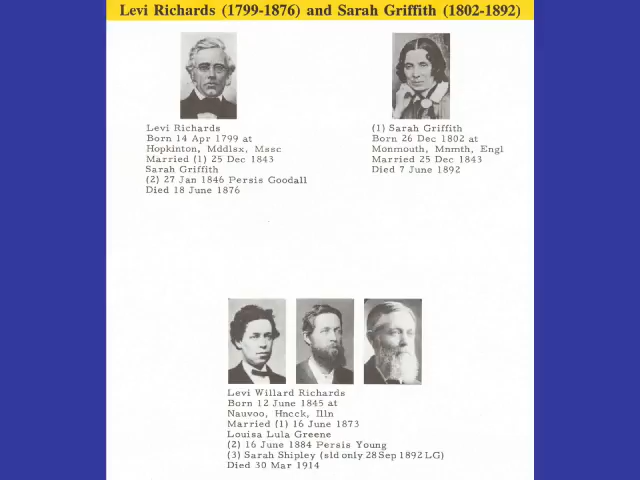 Levi Richards (1799-1876) and Sarah Griffith (1802-1892)
Levi Richards
Born 14 Apr 1799 at
Hopkinton, Mddlsx, Mssc
Married (1) 25 Dec 1843
Sarah Griffith
(2) 27 Jan 1846 Persis Goodall
Died 18 June 1876
(1) Sarah Griffith
Born 26 Dec 1802 at
Monmouth, Mnmth, Engl
Married 25 Dec 1843
Died 7 June 1892
Levi Willard Richards
Born 12 June 1845 at
Nauvoo, Hncck, Illn
Married (1) 16 June 1873
Louisa Lula Greene
(2) 16 June 1884 Persis Young
(3) Sarah Shipley (sld only 28 Sep 1892 LG)
Died 30 Mar 1914